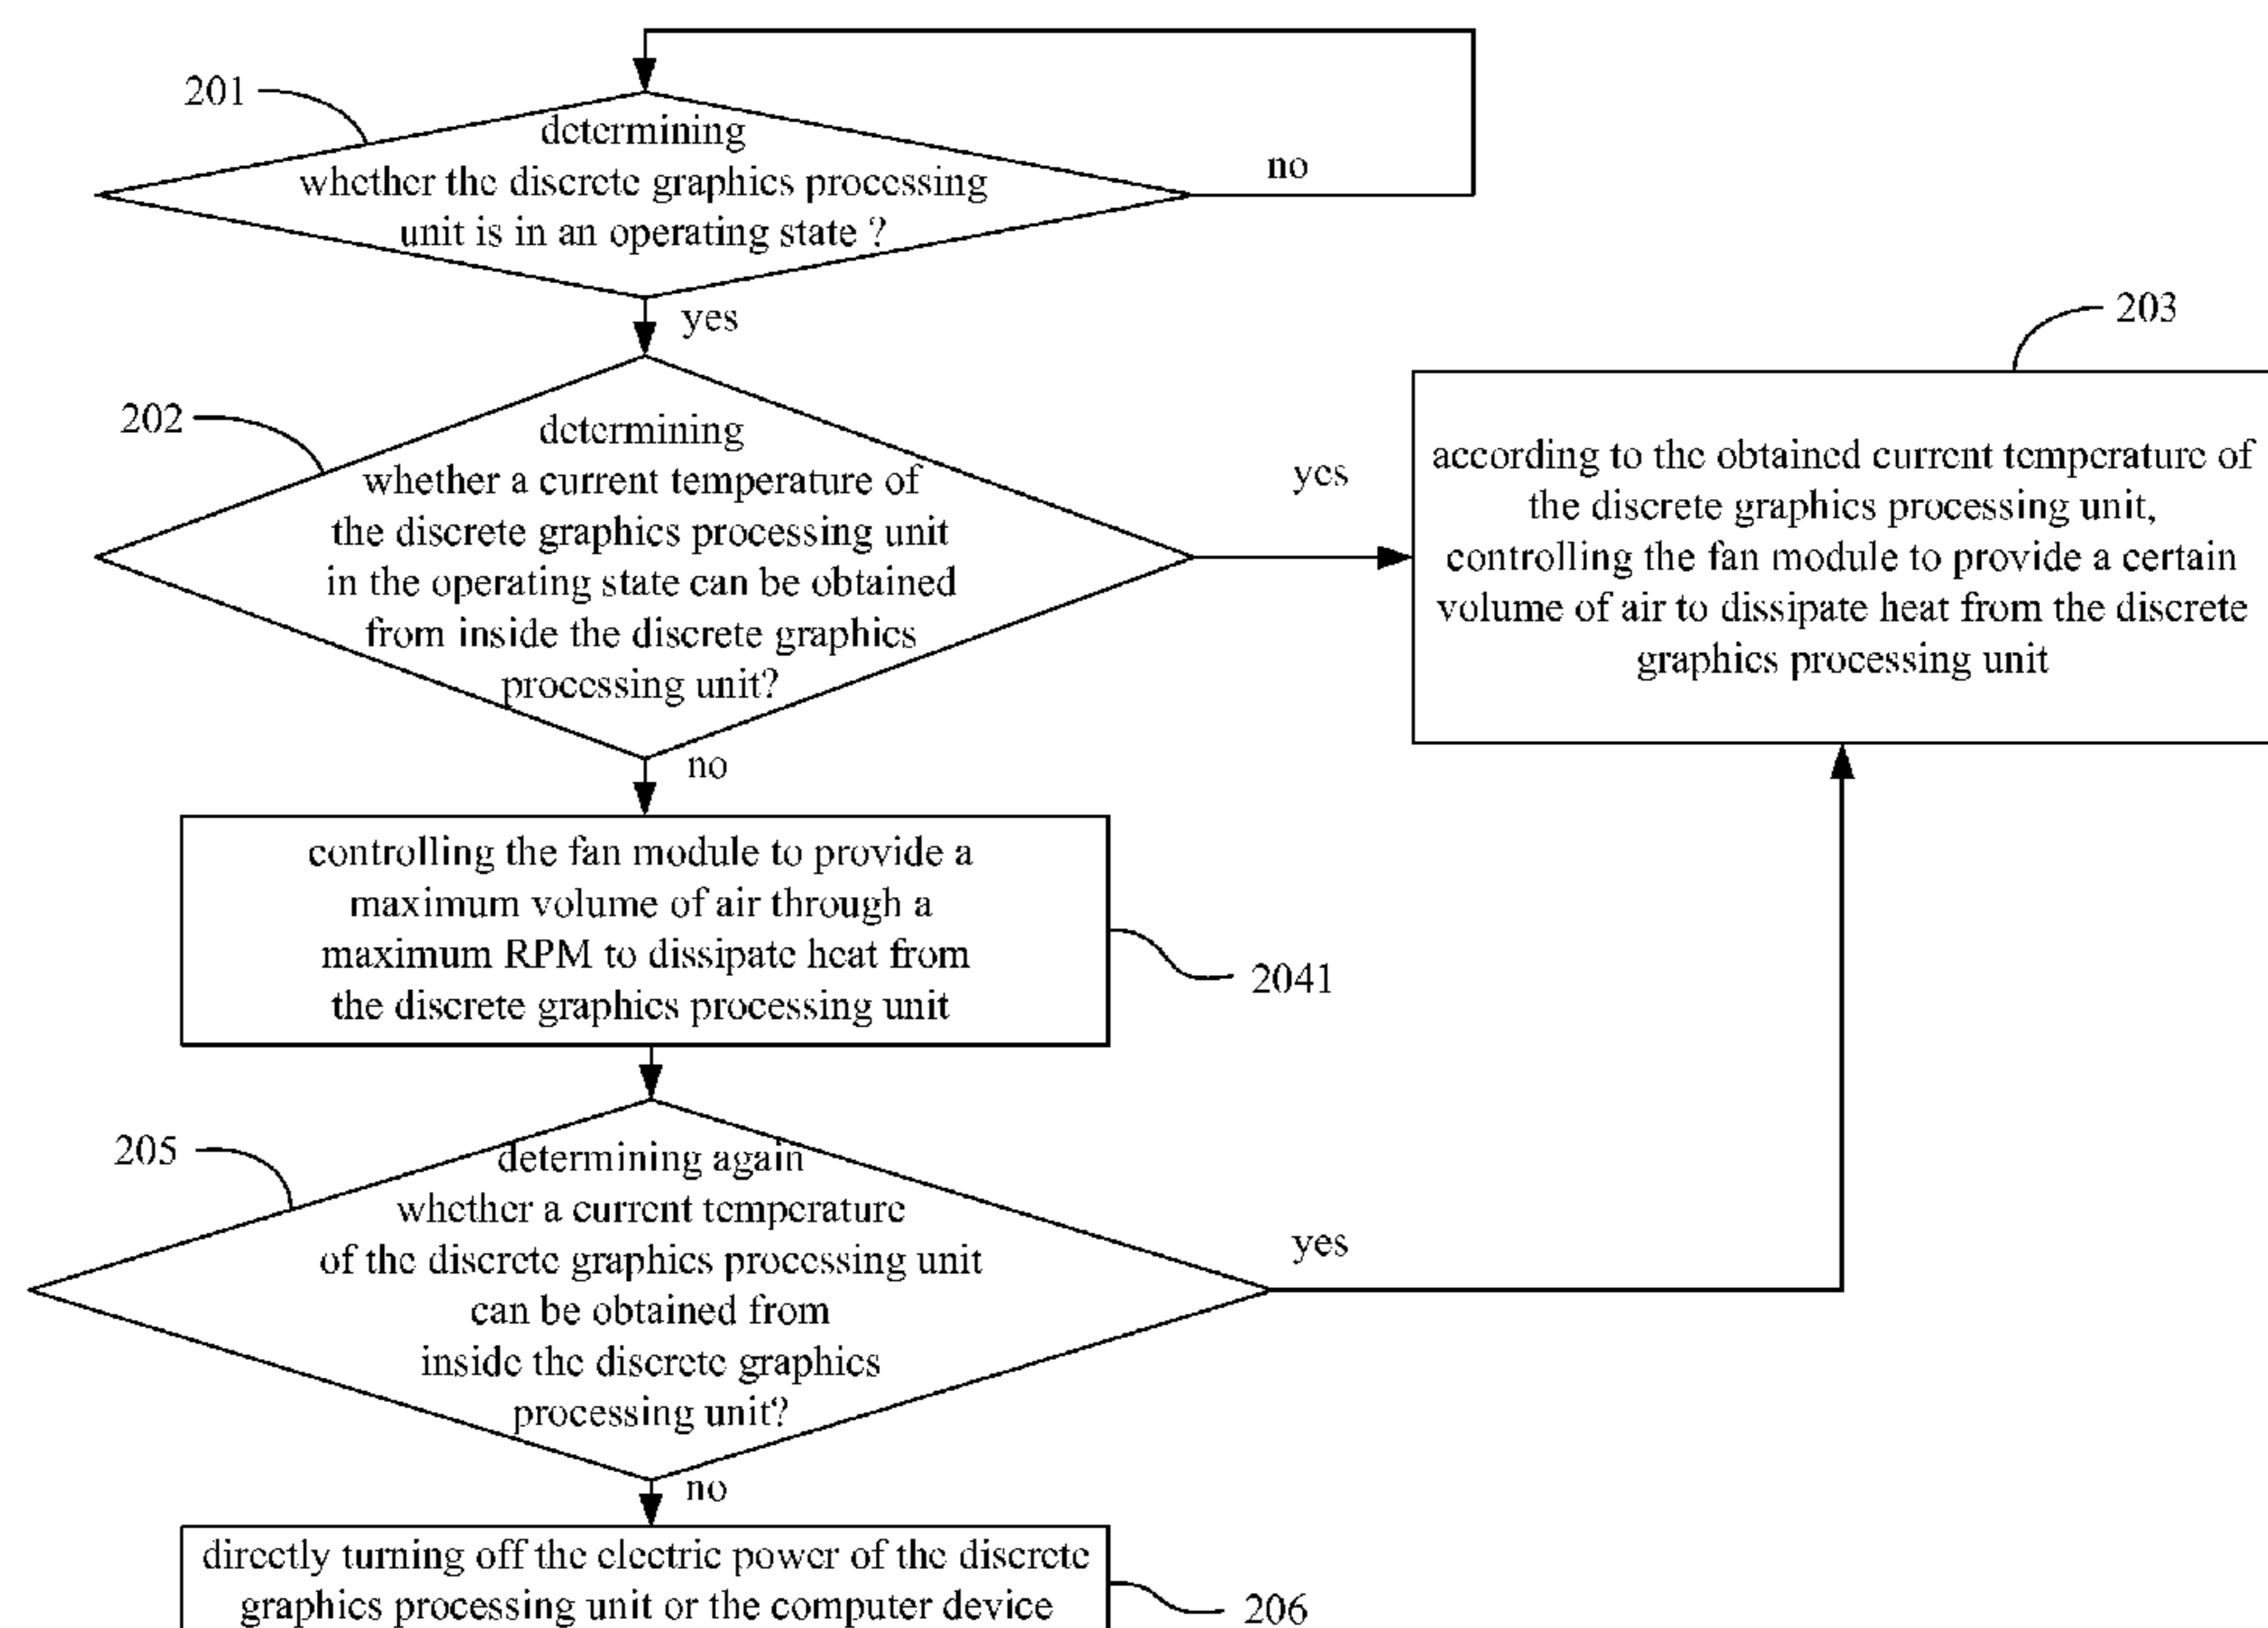 201
determining
whether the discrete graphics processing
unit is in an operating state ?
no
yes
202
determining
whether a current temperature of
the discrete graphics processing unit
in the operating state can be obtained
from inside the discrete graphics
processing unit?
yes
203
according to the obtained current temperature of
the discrete graphics processing unit,
controlling the fan module to provide a certain
volume of air to dissipate heat from the discrete
graphics processing unit
no
controlling the fan module to provide a
maximum volume of air through a
maximum RPM to dissipate heat from
the discrete graphics processing unit
2041
205
determining again
whether a current temperature
of the discrete graphics processing unit
can be obtained from
inside the discrete graphics
processing unit?
yes
no
directly turning off the electric power of the discrete
graphics processing unit or the computer device
206